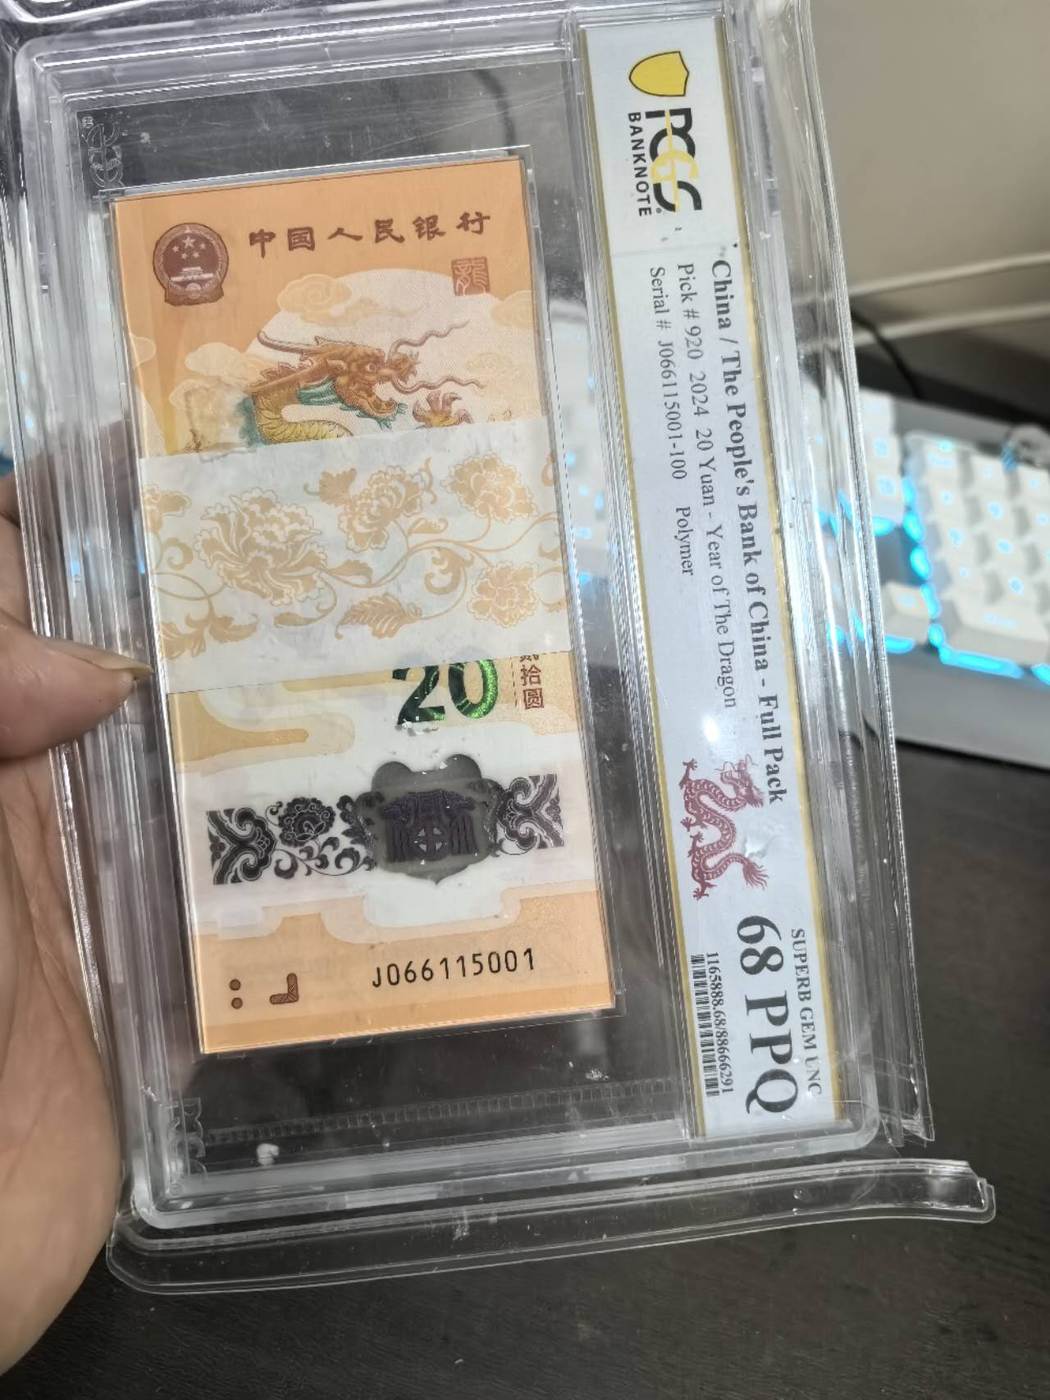 中国人民银行
龍
20
贰拾圆
J066115001
PCGS
BANKNOTE
China / The People's Bank of China - Full Pack
Pick # 920 2024 20 Yuan - Year of The Dragon
Serial # J066115001-100 Polymer
SUPERB GEM UNC
68 PPQ
1165888.68/88666291